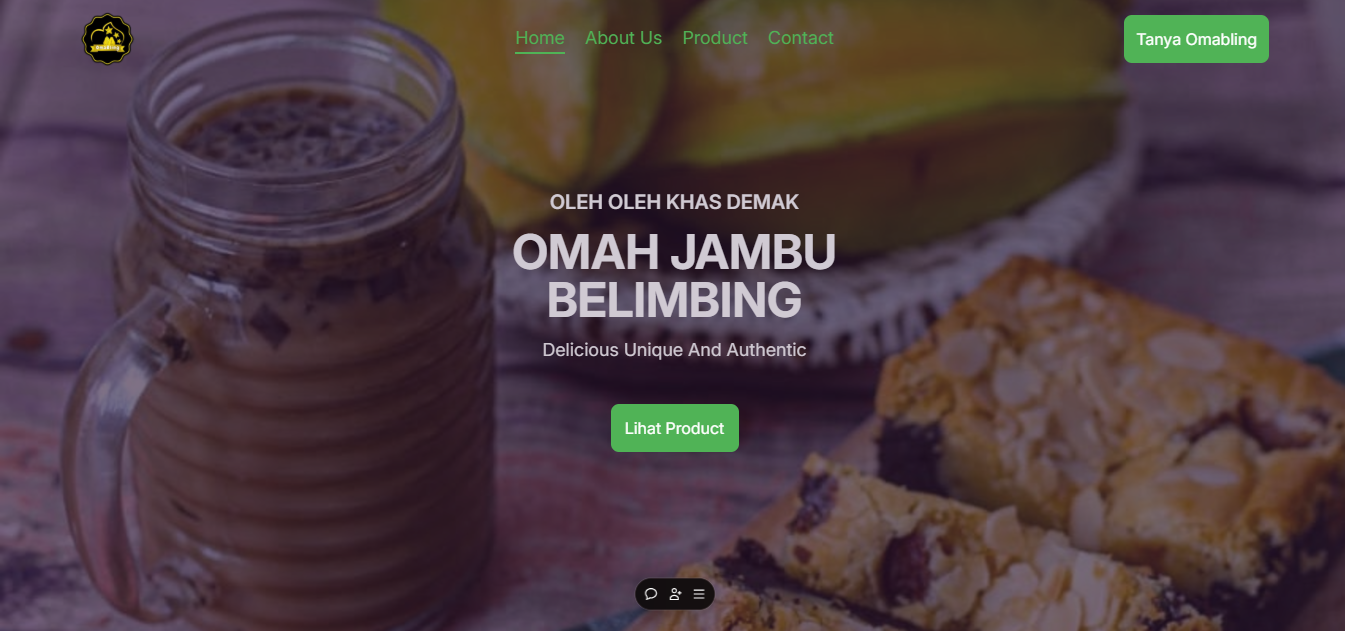 Home About Us Product Contact
Tanya Omabling
OLEH OLEH KHAS DEMAK
OMAH JAMBU
BELIMBING
Delicious Unique And Authentic
Lihat Product